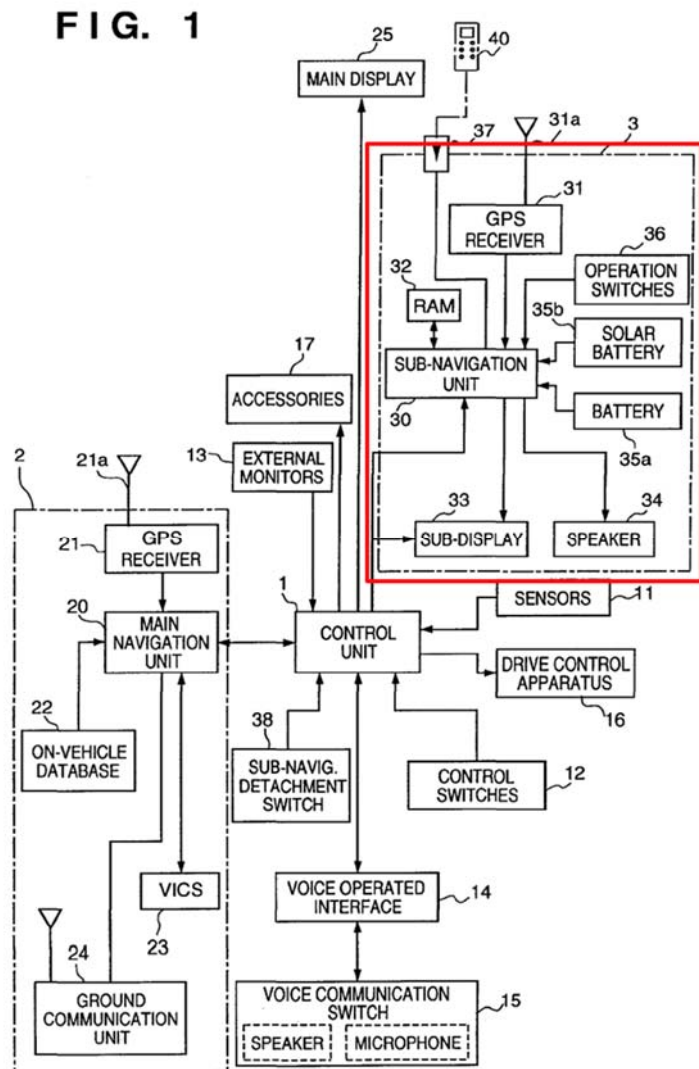 FIG. 1
25
MAIN DISPLAY
40
37
31a
3
31
GPS
RECEIVER
36
OPERATION
SWITCHES
32
RAM
35b
SOLAR
BATTERY
17
ACCESSORIES
SUB-NAVIGATION
UNIT
30
BATTERY
35a
13
EXTERNAL
MONITORS
2
21a
33
SUB-DISPLAY
34
SPEAKER
21
GPS
RECEIVER
1
CONTROL
UNIT
SENSORS
11
20
MAIN
NAVIGATION
UNIT
DRIVE CONTROL
APPARATUS
16
22
ON-VEHICLE
DATABASE
38
SUB-NAVIG.
DETACHMENT
SWITCH
CONTROL
SWITCHES
12
VICS
23
VOICE OPERATED
INTERFACE
14
24
GROUND
COMMUNICATION
UNIT
VOICE COMMUNICATION
SWITCH
15
SPEAKER
MICROPHONE